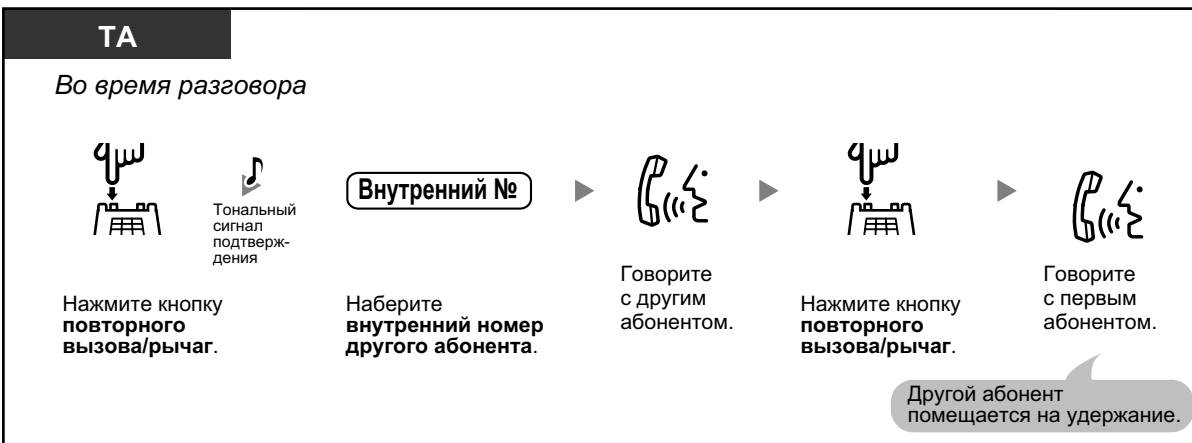 ТА
Во время разговора
Тональный
сигнал
подтверж-
дения
Нажмите кнопку
повторного
вызова/рычаг.
Внутренний №
Наберите
внутренний номер
другого абонента.
Говорите
с другим
абонентом.
Нажмите кнопку
повторного
вызова/рычаг.
Говорите
с первым
абонентом.
Другой абонент
помещается на удержание.